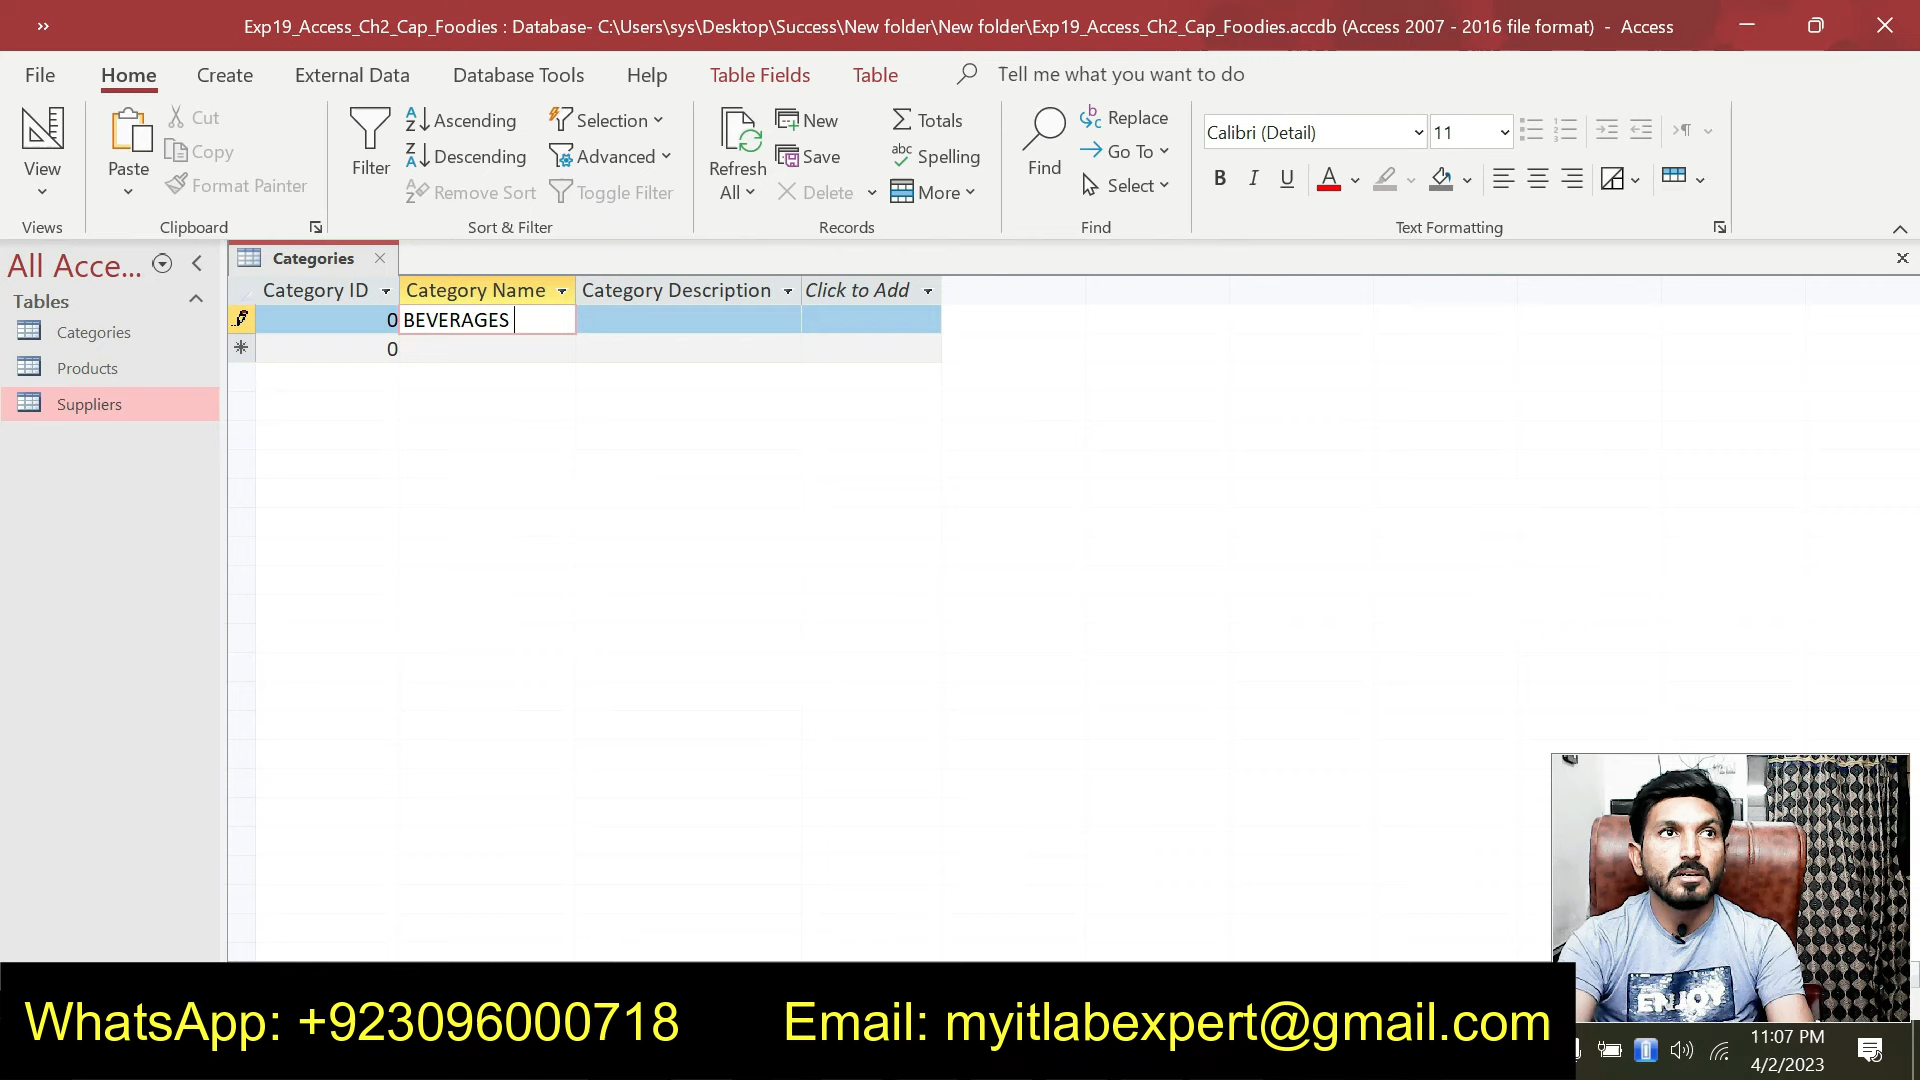 Exp19_Access_Ch2_Cap_Foodies : Database- C:\Users\sys\Desktop\Success\New folder\New folder\Exp19_Access_Ch2_Cap_Foodies.accdb (Access 2007 - 2016 file format) - Access
File Home Create External Data Database Tools Help Table Fields Table Tell me what you want to do
View
Views
Paste
Cut
Copy
Format Painter
Clipboard
Filter
Ascending
Descending
Remove Sort
Selection
Advanced
Toggle Filter
Sort & Filter
Refresh
All
New
Save
Delete
Totals
Spelling
More
Records
Find
Replace
Go To
Select
Find
Calibri (Detail) 11
B I U A
Text Formatting
All Acce...
Tables
Categories
Products
Suppliers
Categories
Category ID Category Name Category Description Click to Add
0 BEVERAGES
0
ENJOY
WhatsApp: +923096000718 Email: myitlabexpert@gmail.com
11:07 PM
4/2/2023